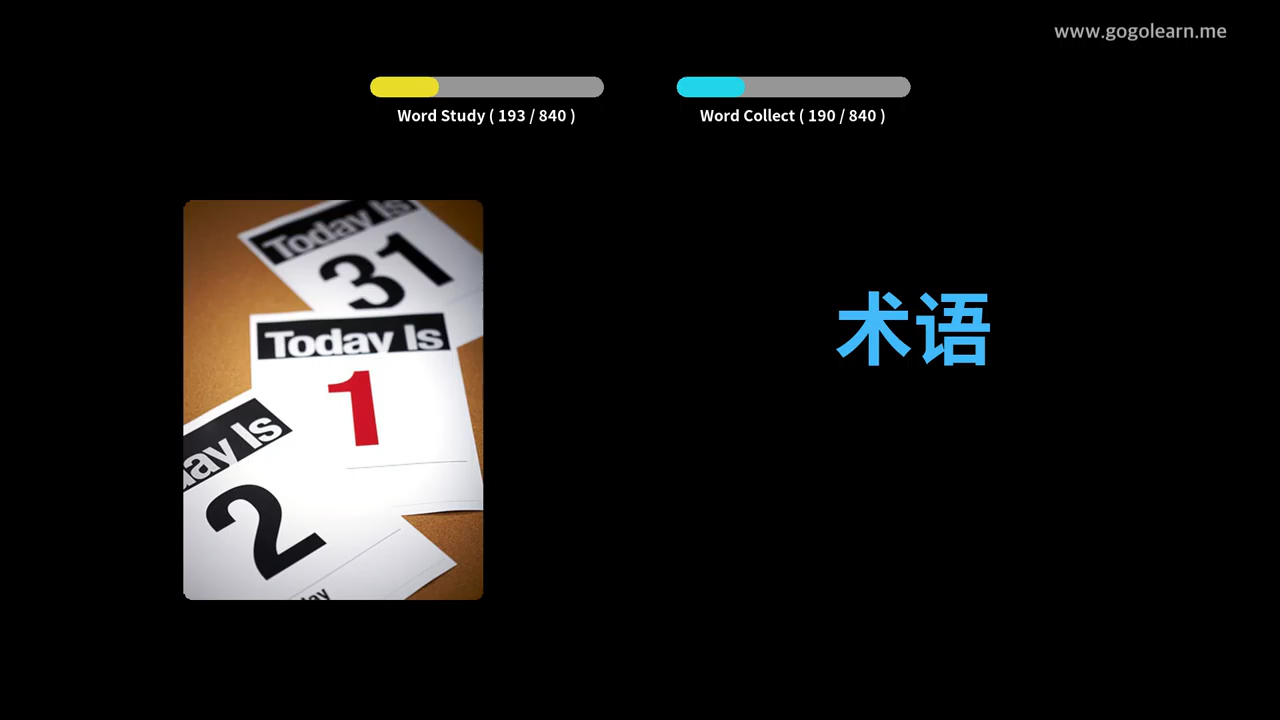 www.gogolearn.me
Word Study ( 193 / 840 )
Word Collect ( 190 / 840 )
Today Is
31
Today Is
1
术语
ay Is
2
ay